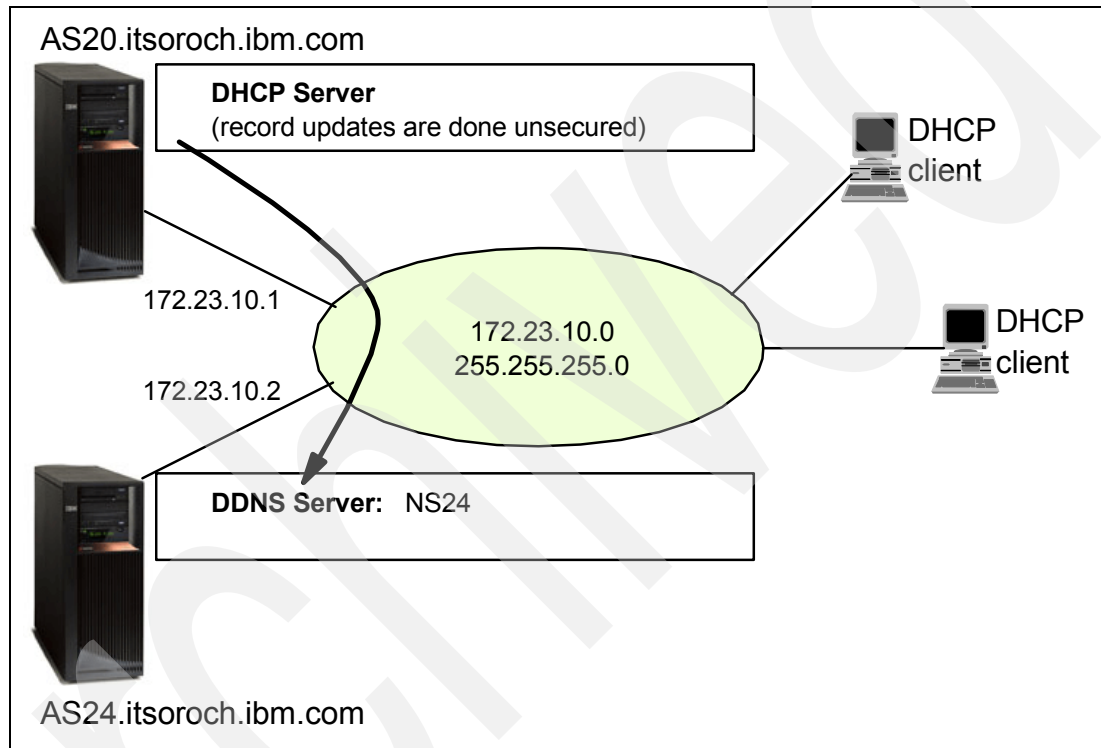 AS20.itsoroch.ibm.com
DHCP Server
(record updates are done unsecured)
DHCP
client
172.23.10.1
172.23.10.0
255.255.255.0
DHCP
client
172.23.10.2
DDNS Server: NS24
AS24.itsoroch.ibm.com